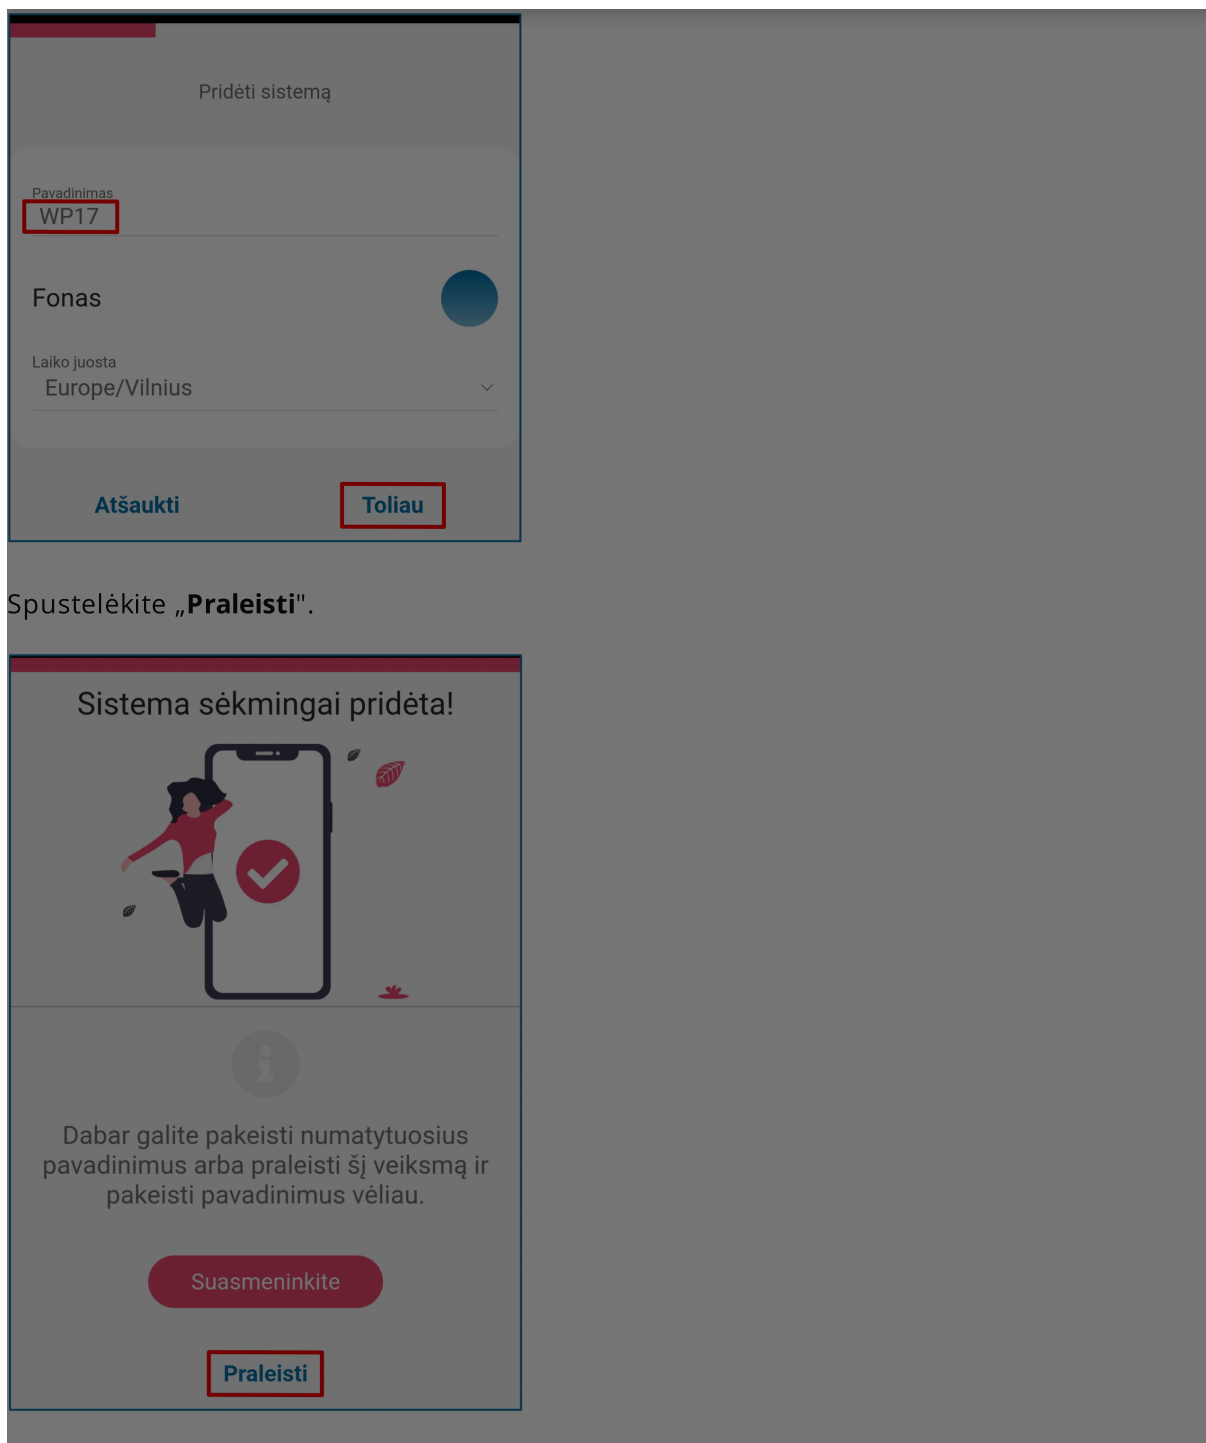 Pridėti sistemą
Pavadinimas
WP17
Fonas
Laiko juosta
Europe/Vilnius
Atšaukti
Toliau
Spustelėkite „Praleisti".
Sistema sėkmingai pridėta!
Dabar galite pakeisti numatytuosius
pavadinimus arba praleisti šį veiksmą ir
pakeisti pavadinimus vėliau.
Suasmeninkite
Praleisti